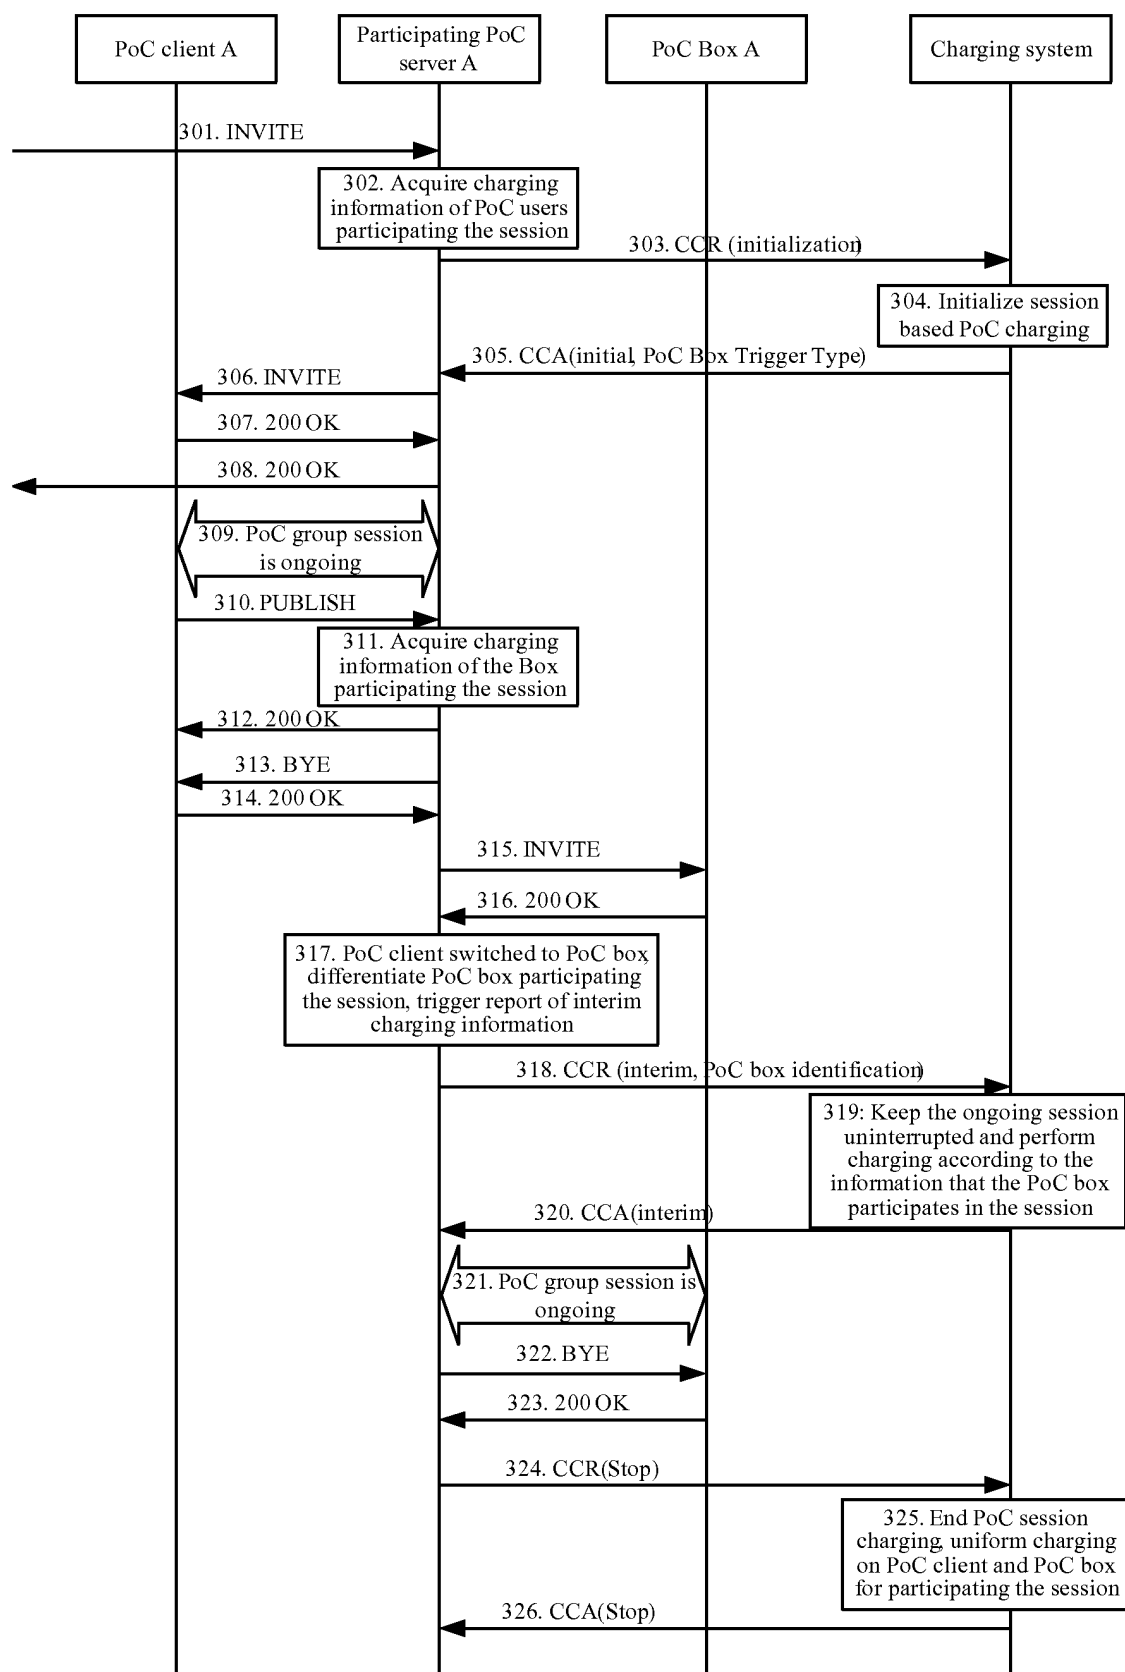 PoC client A
Participating PoC
server A
PoC Box A
Charging system
301. INVITE
302. Acquire charging
information of PoC users
participating the session
303. CCR (initialization)
304. Initialize session
based PoC charging
305. CCA(initial, PoC Box Trigger Type)
306. INVITE
307. 200 OK
308. 200 OK
309. PoC group session
is ongoing
310. PUBLISH
311. Acquire charging
information of the Box
participating the session
312. 200 OK
313. BYE
314. 200 OK
315. INVITE
316. 200 OK
317. PoC client switched to PoC box,
differentiate PoC box participating
the session, trigger report of interim
charging information
318. CCR (interim, PoC box identification)
319: Keep the ongoing session
uninterrupted and perform
charging according to the
information that the PoC box
participates in the session
320. CCA(interim)
321. PoC group session is
ongoing
322. BYE
323. 200 OK
324. CCR(Stop)
325. End PoC session
charging, uniform charging
on PoC client and PoC box
for participating the session
326. CCA(Stop)